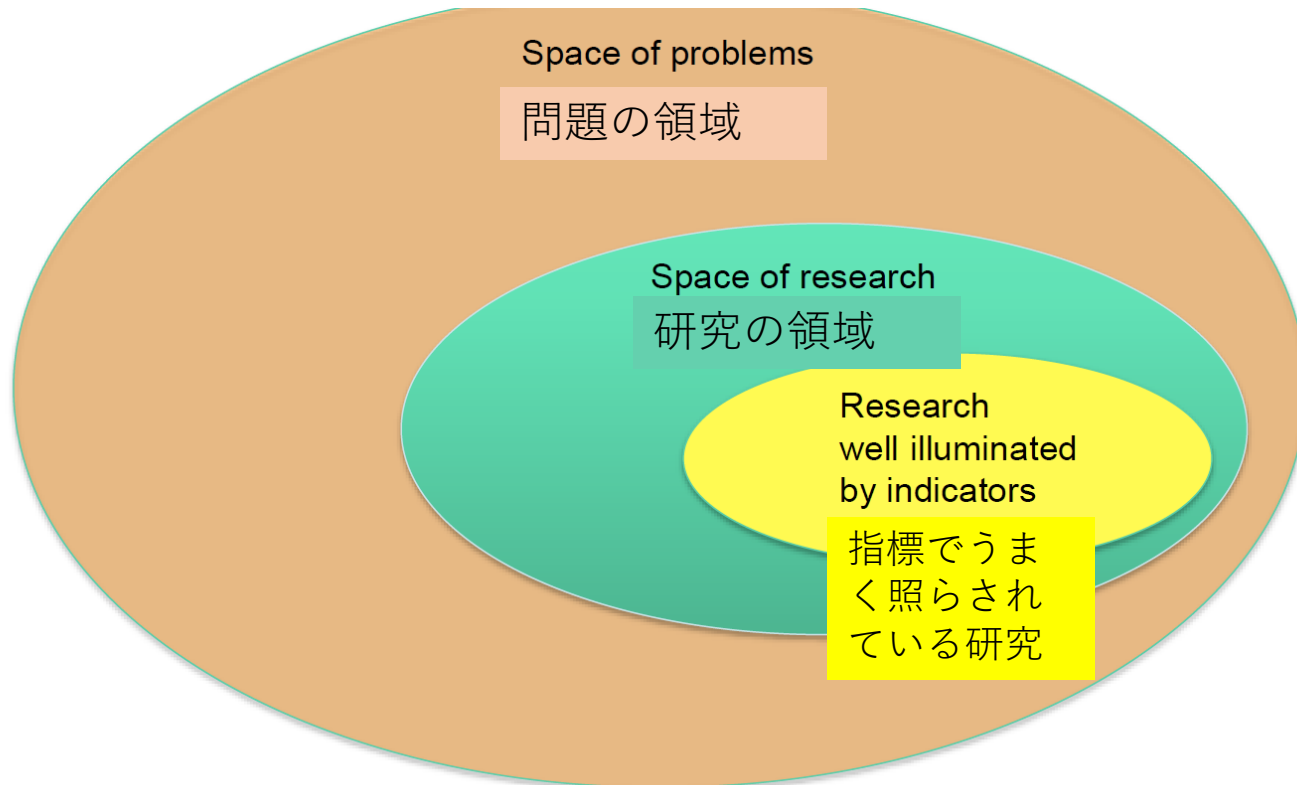 Space of problems
問題の領域
Space of research
研究の領域
Research
well illuminated
by indicators
指標でうま
く照らされ
ている研究